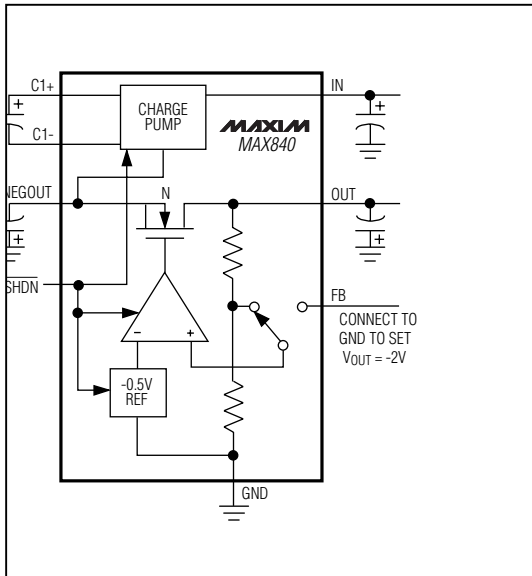 C1+
IN
CHARGE
PUMP
MAXIM
MAX840
C1-
NEGOUT
N
OUT
SHDN
FB
CONNECT TO
GND TO SET
VOUT = -2V
-
+
-0.5V
REF
GND
+
+
+
+